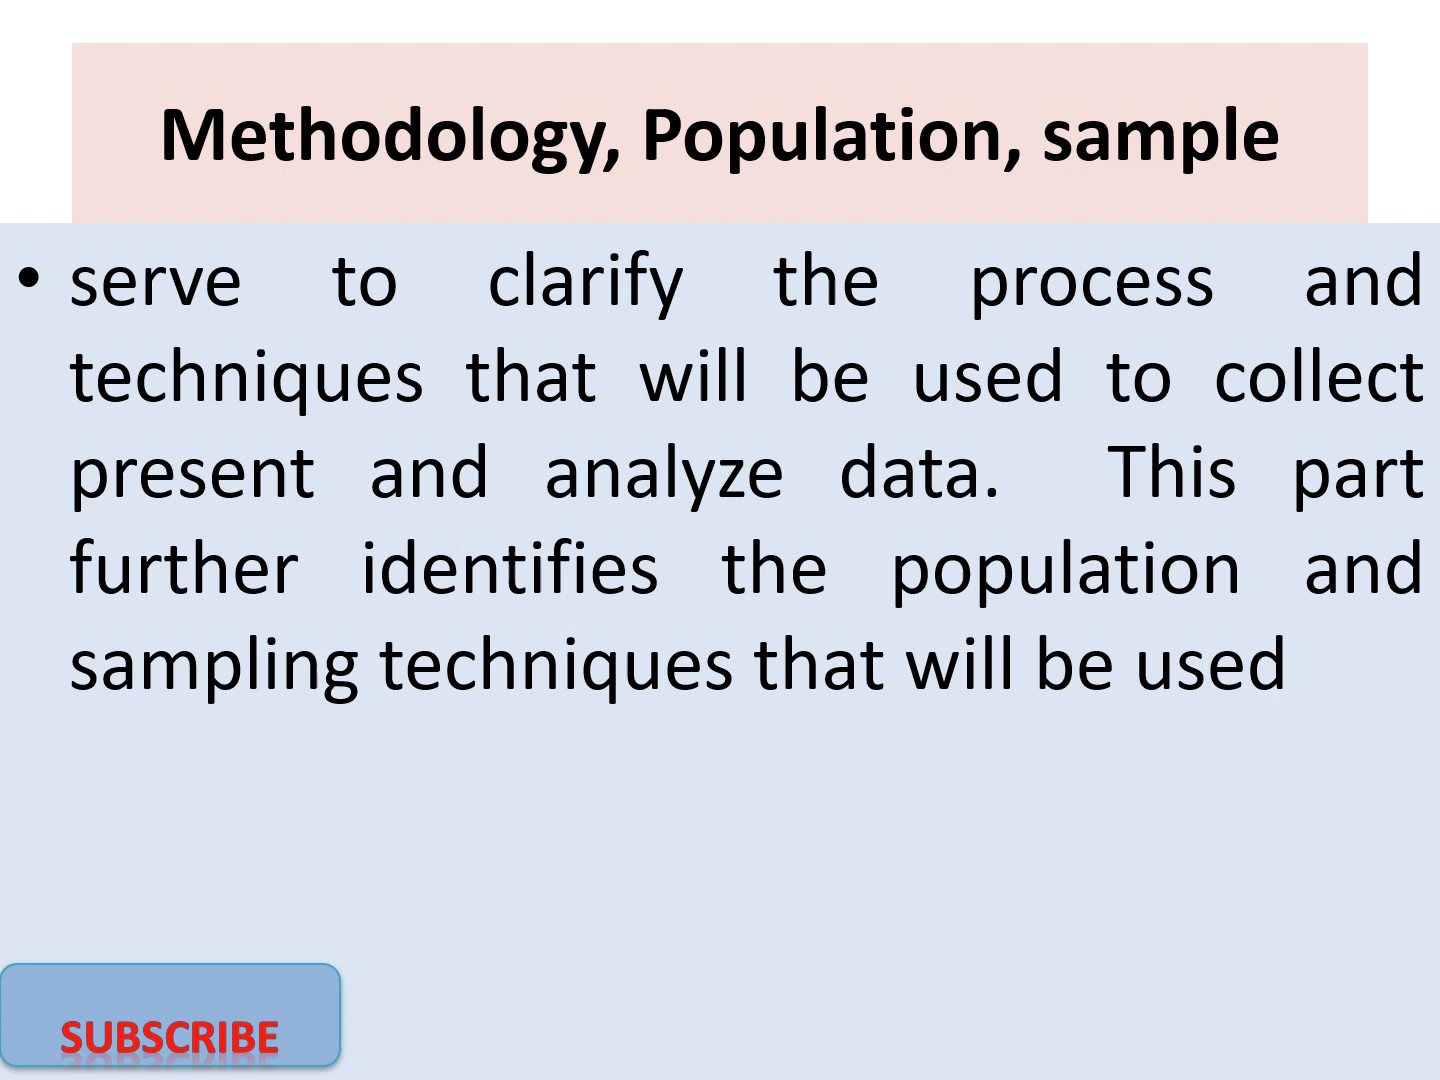 Methodology, Population, sample
• serve to clarify the process and
techniques that will be used to collect
present and analyze data. This part
further identifies the population and
sampling techniques that will be used
SUBSCRIBE